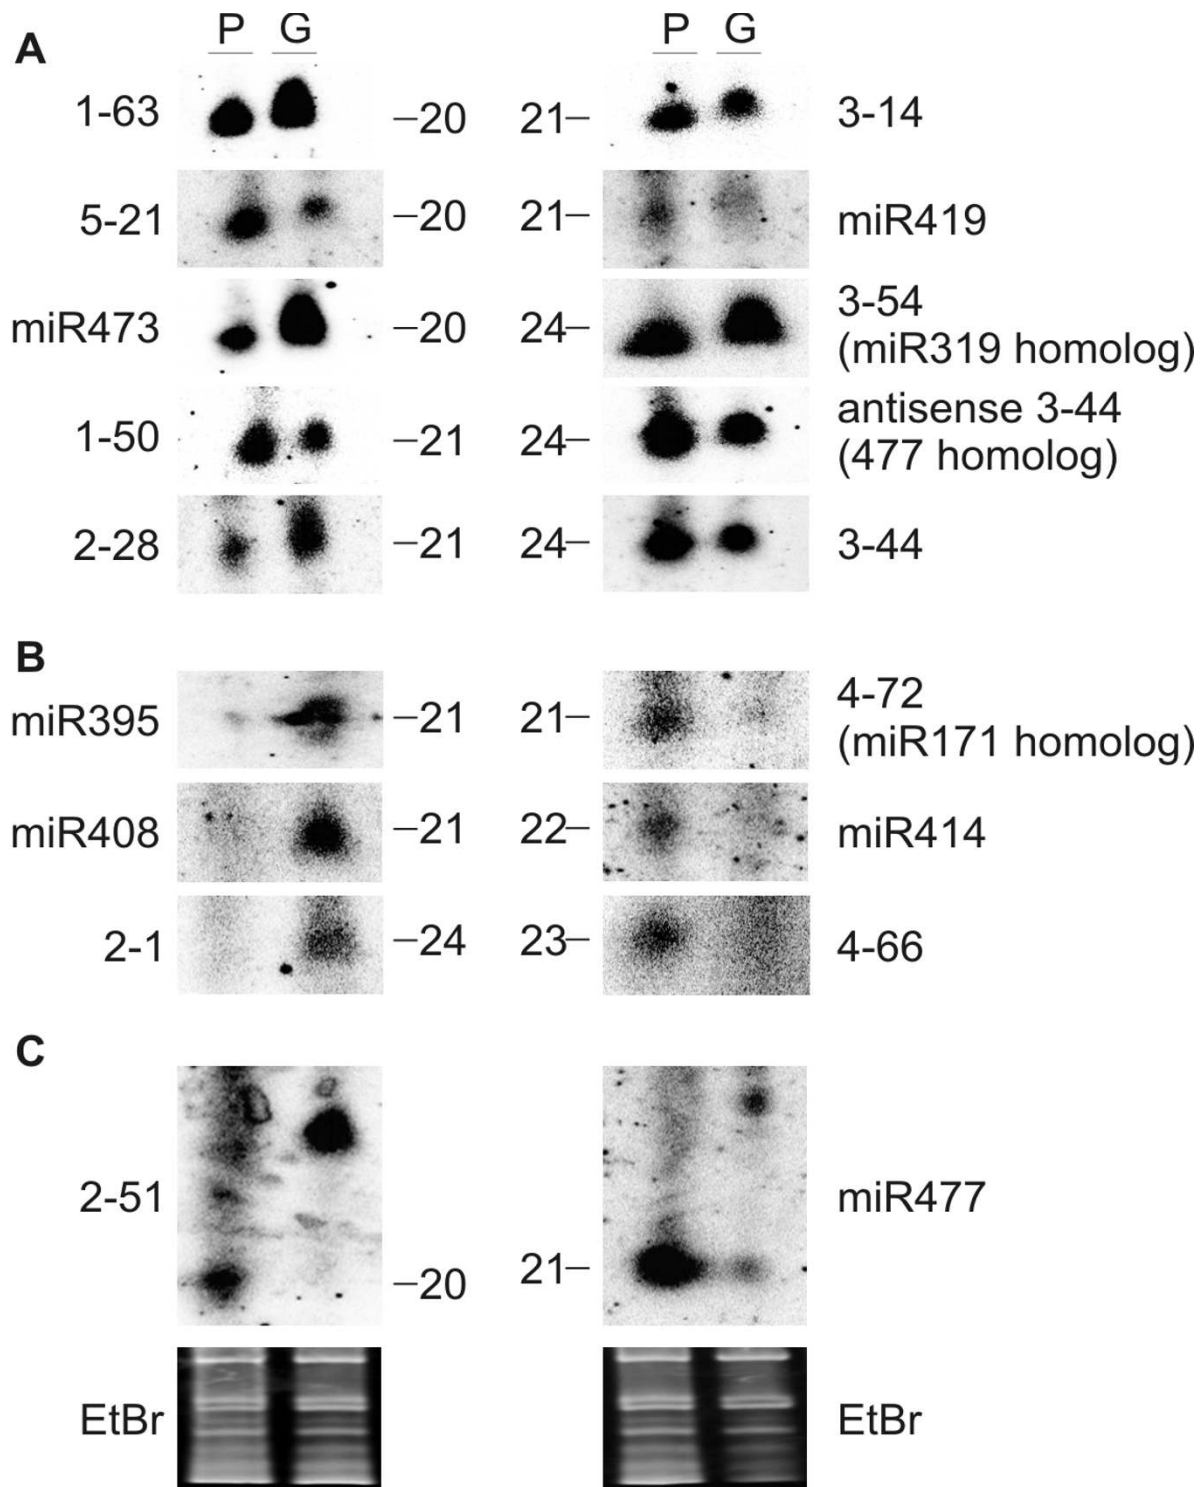 A
P G
P G
1-63
–20
21–
3-14
5-21
–20
21–
miR419
miR473
–20
24–
3-54
(miR319 homolog)
1-50
–21
24–
antisense 3-44
(477 homolog)
2-28
–21
24–
3-44
B
miR395
–21
21–
4-72
(miR171 homolog)
miR408
–21
22–
miR414
2-1
–24
23–
4-66
C
2-51
–20
21–
miR477
EtBr
EtBr